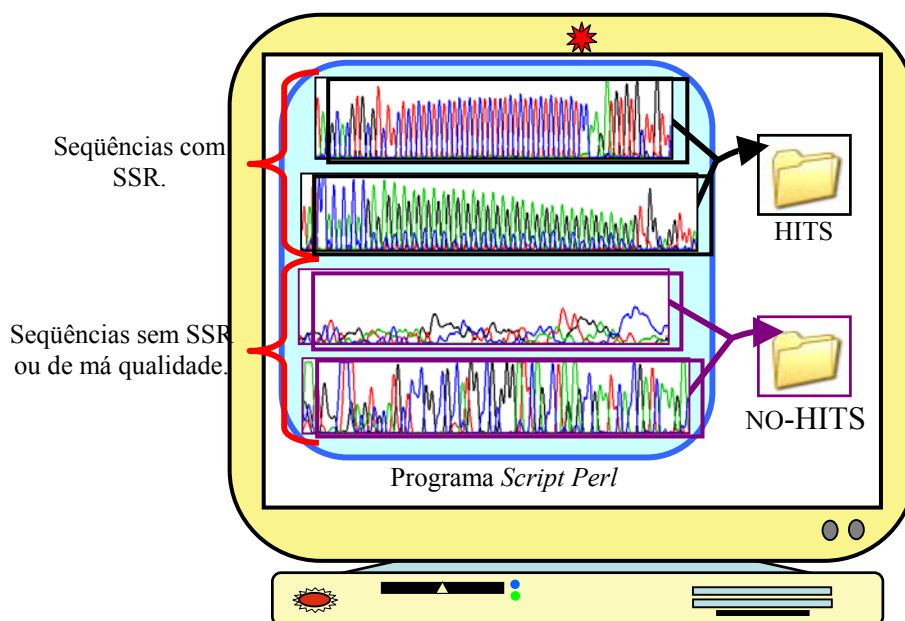 Seqüências com
SSR.
HITS
Seqüências sem SSR
ou de má qualidade.
NO-HITS
Programa Script Perl